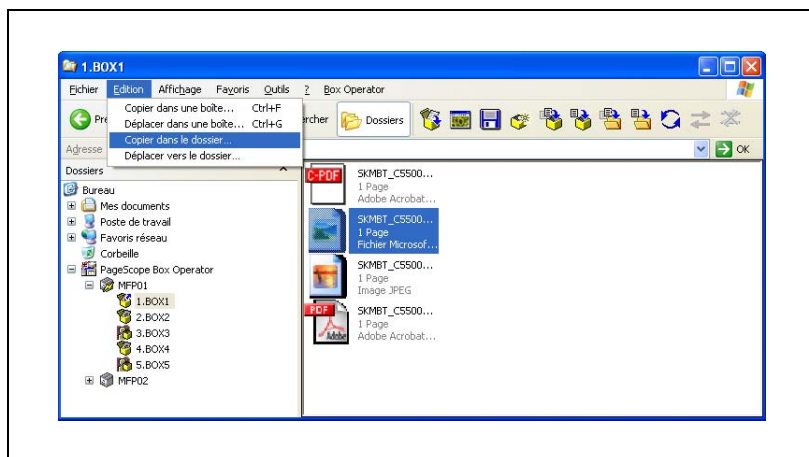 1.BOX1
Fichier Edition Affichage Favoris Outils ? Box Operator
Copier dans une boîte... Ctrl+F
Déplacer dans une boîte... Ctrl+G
Copier dans le dossier...
Déplacer vers le dossier...
Pré
rcher Dossiers
Adresse
OK
Dossiers
Bureau
Mes documents
Poste de travail
Favoris réseau
Corbeille
PageScope Box Operator
MFP01
1.BOX1
2.BOX2
3.BOX3
4.BOX4
5.BOX5
MFP02
C-PDF
SKMBT_C5500...
1 Page
Adobe Acrobat...
SKMBT_C5500...
1 Page
Fichier Microsof...
SKMBT_C5500...
1 Page
Image JPEG
PDF
Adobe
SKMBT_C5500...
1 Page
Adobe Acrobat...